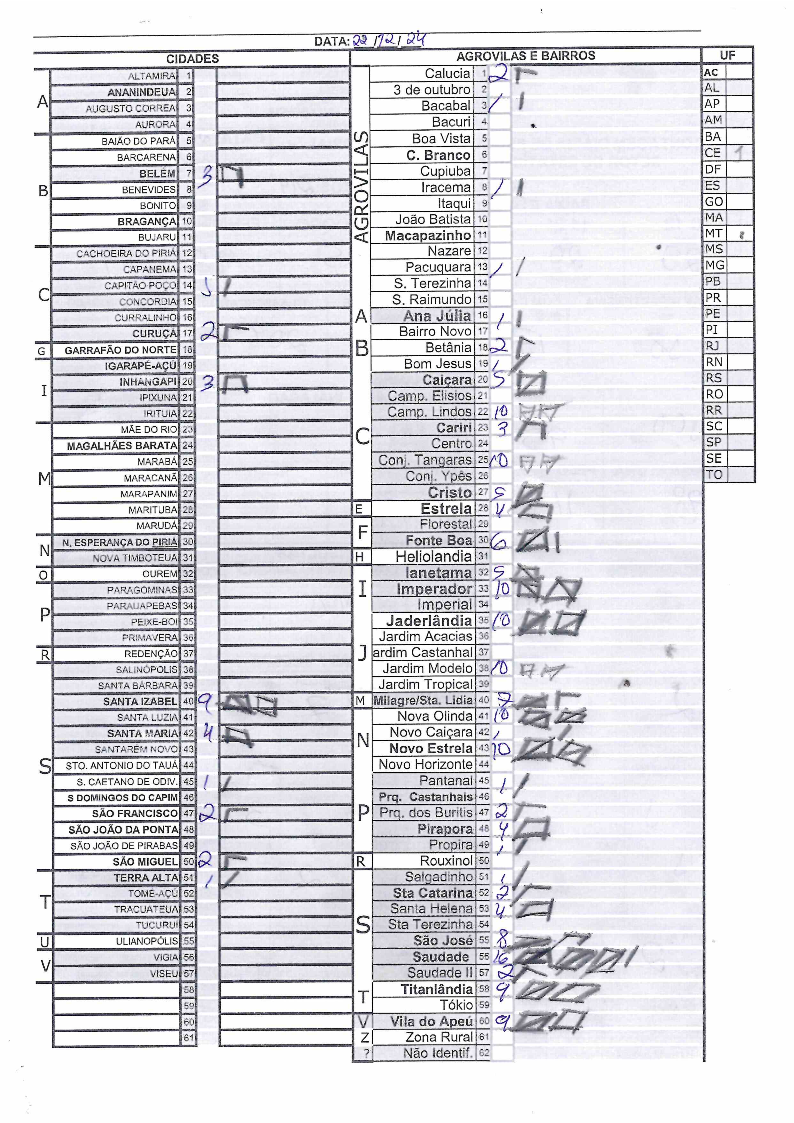 DATA: 22 / 12 / 24
CIDADES
A
ALTAMIRA 1
ANANINDEUA 2
AUGUSTO CORREA 3
AURORA 4
B
BAIÃO DO PARÁ 5
BARCARENA 6
BELÉM 7 3
BENEVIDES 8
BONITO 9
BRAGANÇA 10
BUJARU 11
C
CACHOEIRA DO PIRIA 12
CAPANEMA 13
CAPITÃO POÇO 14 1
CONCORDIA 15
CURRALINHO 16
CURUÇA 17 2
G
GARRAFÃO DO NORTE 18
I
IGARAPÉ-AÇU 19
INHANGAPI 20 3
IPIXUNA 21
IRITUIA 22
M
MÃE DO RIO 23
MAGALHÃES BARATA 24
MARABÁ 25
MARACANÃ 26
MARAPANIM 27
MARITUBA 28
MARUDÁ 29
N
N. ESPERANÇA DO PIRIA 30
NOVA TIMBOTEUA 31
O
OUREM 32
P
PARAGOMINAS 33
PARAUAPEBAS 34
PEIXE-BOI 35
PRIMAVERA 36
R
REDENÇÃO 37
S
SALINÓPOLIS 38
SANTA BÁRBARA 39
SANTA IZABEL 40 9
SANTA LUZIA 41
SANTA MARIA 42 4
SANTARÉM NOVO 43
STO. ANTONIO DO TAUÁ 44
S. CAETANO DE ODIV. 45 1
S DOMINGOS DO CAPIM 46
SÃO FRANCISCO 47 2
SÃO JOÃO DA PONTA 48
SÃO JOÃO DE PIRABAS 49
SÃO MIGUEL 50 2
T
TERRA ALTA 51 1
TOMÉ-AÇÚ 52
TRACUATEUA 53
TUCURUI 54
U
ULIANOPÓLIS 55
V
VIGIA 56
VISEU 57
58
59
60
61
AGROVILAS E BAIRROS
AGROVILAS
Calucia 1 2
3 de outubro 2
Bacabal 3 1
Bacuri 4
Boa Vista 5
C. Branco 6
Cupiuba 7
Iracema 8 1
Itaqui 9
João Batista 10
Macapazinho 11
Nazare 12
Pacuquara 13 1
S. Terezinha 14
S. Raimundo 15
A
Ana Júlia 16 1
B
Bairro Novo 17
Betânia 18 2
Bom Jesus 19 1
C
Caiçara 20 5
Camp. Elisios 21
Camp. Lindos 22 10
Cariri 23 3
Centro 24
Conj. Tangaras 25 10
Conj. Ypês 26
Cristo 27 5
E
Estrela 28 4
F
Florestal 29
Fonte Boa 30 6
H
Heliolandia 31
I
Ianetama 32 5
Imperador 33 10
Imperial 34
J
Jaderlândia 35 10
Jardim Acacias 36
ardim Castanhal 37
Jardim Modelo 38 10
Jardim Tropical 39
M
Milagre/Sta. Lidia 40 7
N
Nova Olinda 41 10
Novo Caiçara 42 1
Novo Estrela 43 10
Novo Horizonte 44
P
Pantanal 45 1
Prq. Castanhais 46
Prq. dos Buritis 47 2
Pirapora 48 4
Propira 49 1
R
Rouxinol 50
S
Salgadinho 51 1
Sta Catarina 52 2
Santa Helena 53 4
Sta Terezinha 54
São José 55 8
Saudade 56 16
Saudade II 57 2
T
Titanlândia 58 9
Tókio 59
V
Vila do Apeú 60 9
Z
Zona Rural 61
?
Não Identif. 62
UF
AC
AL
AP
AM
BA
CE 1
DF
ES
GO
MA
MT
MS
MG
PB
PR
PE
PI
RJ
RN
RS
RO
RR
SC
SP
SE
TO